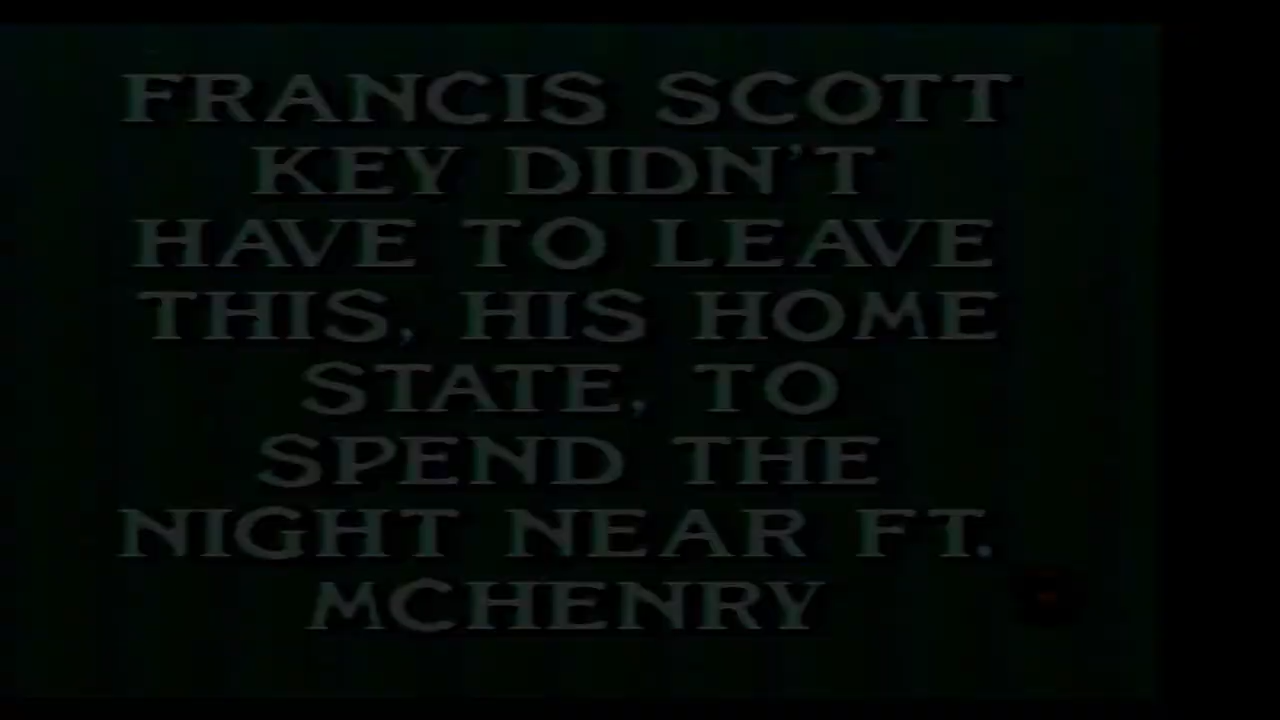 FRANCIS SCOTT
KEY DIDN'T
HAVE TO LEAVE
THIS, HIS HOME
STATE, TO
SPEND THE
NIGHT NEAR FT.
MCHENRY